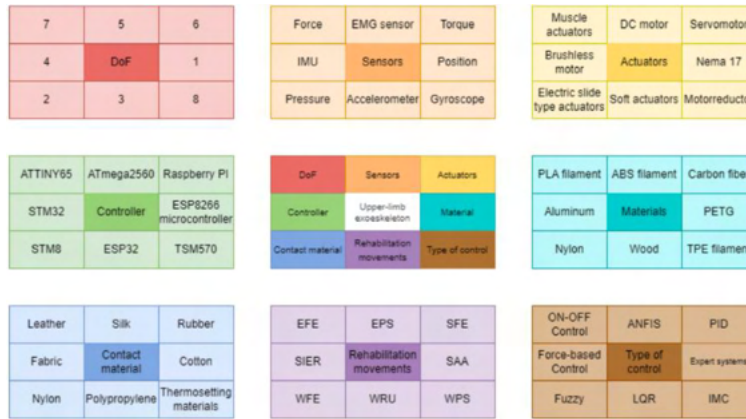 7 5 6
4 DoF 1
2 3 8
Force EMG sensor Torque
IMU Sensors Position
Pressure Accelerometer Gyroscope
Muscle actuators DC motor Servomotor
Brushless motor Actuators Nema 17
Electric slide type actuators Soft actuators Motorreducto
ATTINY65 ATmega2560 Raspberry PI
STM32 Controller ESP8266 microcontroller
STM8 ESP32 TSM570
DoF Sensors Actuators
Controller Upper-limb exoeskeleton Material
Contact material Rehabilitation movements Type of control
PLA filament ABS filament Carbon fiber
Aluminum Materials PETG
Nylon Wood TPE filament
Leather Silk Rubber
Fabric Contact material Cotton
Nylon Polypropylene Thermosetting materials
EFE EPS SFE
SIER Rehabilitation movements SAA
WFE WRU WPS
ON-OFF Control ANFIS PID
Force-based Control Type of control Expert systems
Fuzzy LQR IMC